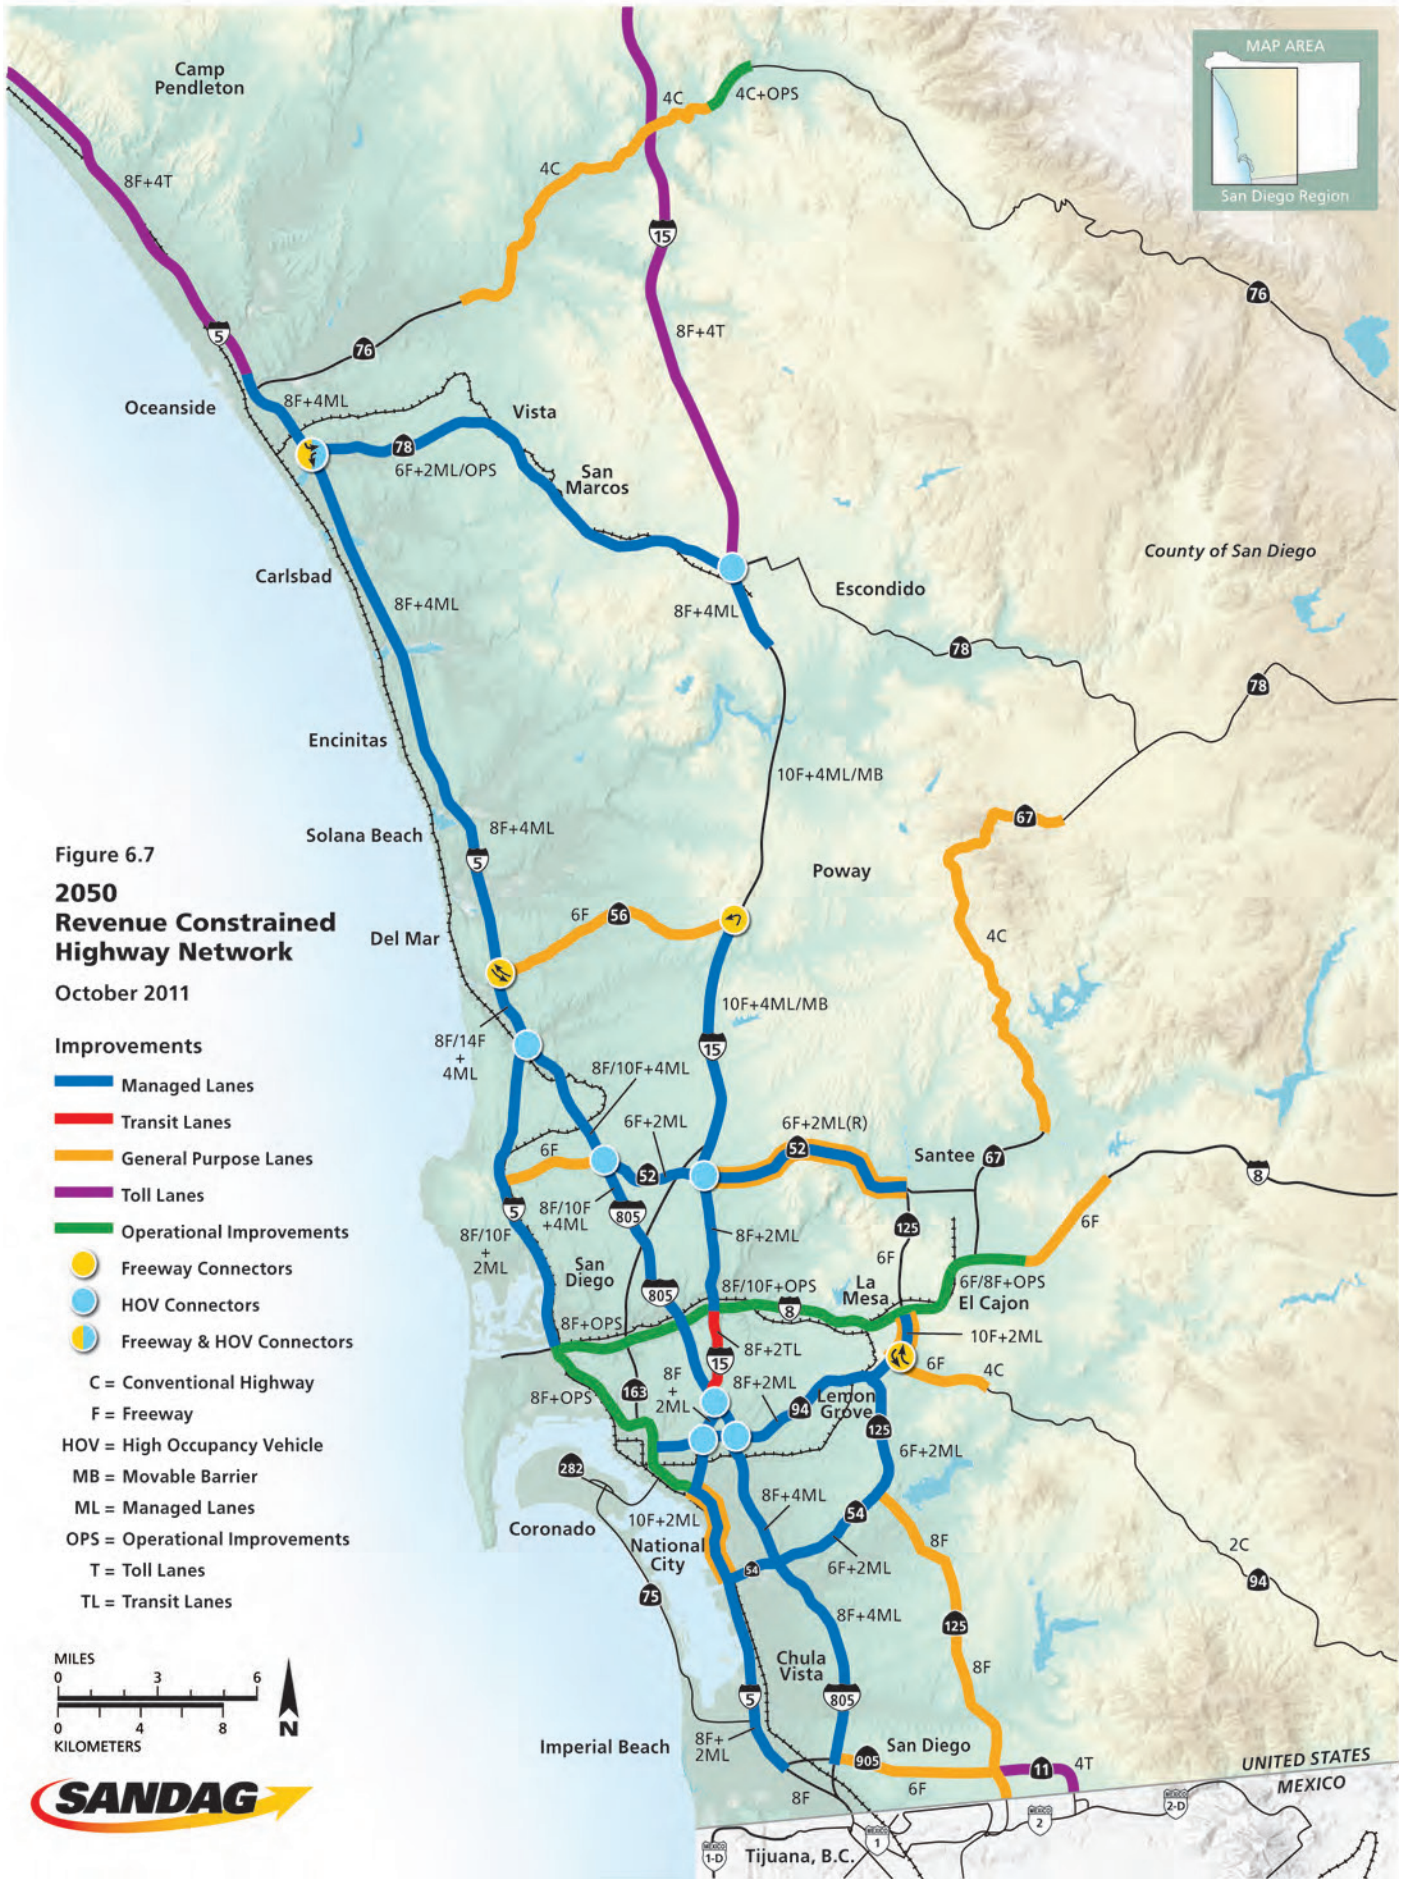 MAP AREA
San Diego Region
Camp
Pendleton
4C
4C+OPS
4C
8F+4T
15
76
5
8F+4T
76
Oceanside
8F+4ML
Vista
78
6F+2ML/OPS
San
Marcos
County of San Diego
Carlsbad
Escondido
8F+4ML
8F+4ML
78
78
Encinitas
10F+4ML/MB
67
Solana Beach
8F+4ML
5
Poway
Figure 6.7
2050
Revenue Constrained
Highway Network
October 2011
6F
56
Del Mar
4C
10F+4ML/MB
15
8F/14F
+
4ML
8F/10F+4ML
6F+2ML
6F+2ML(R)
52
6F
52
Santee
67
8
5
8F/10F
+4ML
805
125
6F
8F/10F
+
2ML
8F+2ML
6F
San
Diego
805
8F/10F+OPS
8
La
Mesa
6F/8F+OPS
El Cajon
8F+OPS
10F+2ML
8F+2TL
15
6F
4C
8F+OPS
163
8F
+
2ML
8F+2ML
94
Lemon
Grove
125
6F+2ML
282
8F+4ML
54
Coronado
10F+2ML
National
City
54
6F+2ML
8F
2C
94
75
8F+4ML
125
Chula
Vista
8F
5
805
Imperial Beach
8F+
2ML
905
San Diego
6F
11
4T
8F
UNITED STATES
MEXICO
MEXICO
1-D
Tijuana, B.C.
MEXICO
1
MEXICO
2
MEXICO
2-D
Improvements
Managed Lanes
Transit Lanes
General Purpose Lanes
Toll Lanes
Operational Improvements
Freeway Connectors
HOV Connectors
Freeway & HOV Connectors
C = Conventional Highway
F = Freeway
HOV = High Occupancy Vehicle
MB = Movable Barrier
ML = Managed Lanes
OPS = Operational Improvements
T = Toll Lanes
TL = Transit Lanes
MILES
0 3 6
0 4 8
KILOMETERS
N
SANDAG